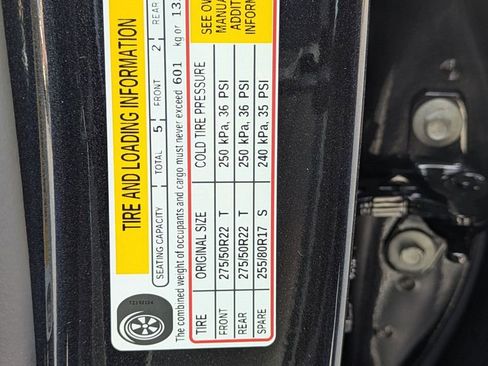 TIRE AND LOADING INFORMATION
SEATING CAPACITY TOTAL 5 FRONT 2 REAR
The combined weight of occupants and cargo must never exceed 601 kg or 13
TIRE ORIGINAL SIZE COLD TIRE PRESSURE
FRONT 275/50R22 T 250 kPa, 36 PSI
REAR 275/50R22 T 250 kPa, 36 PSI
SPARE 255/80R17 S 240 kPa, 35 PSI
SEE OW
MANUA
ADDITI
INFORM